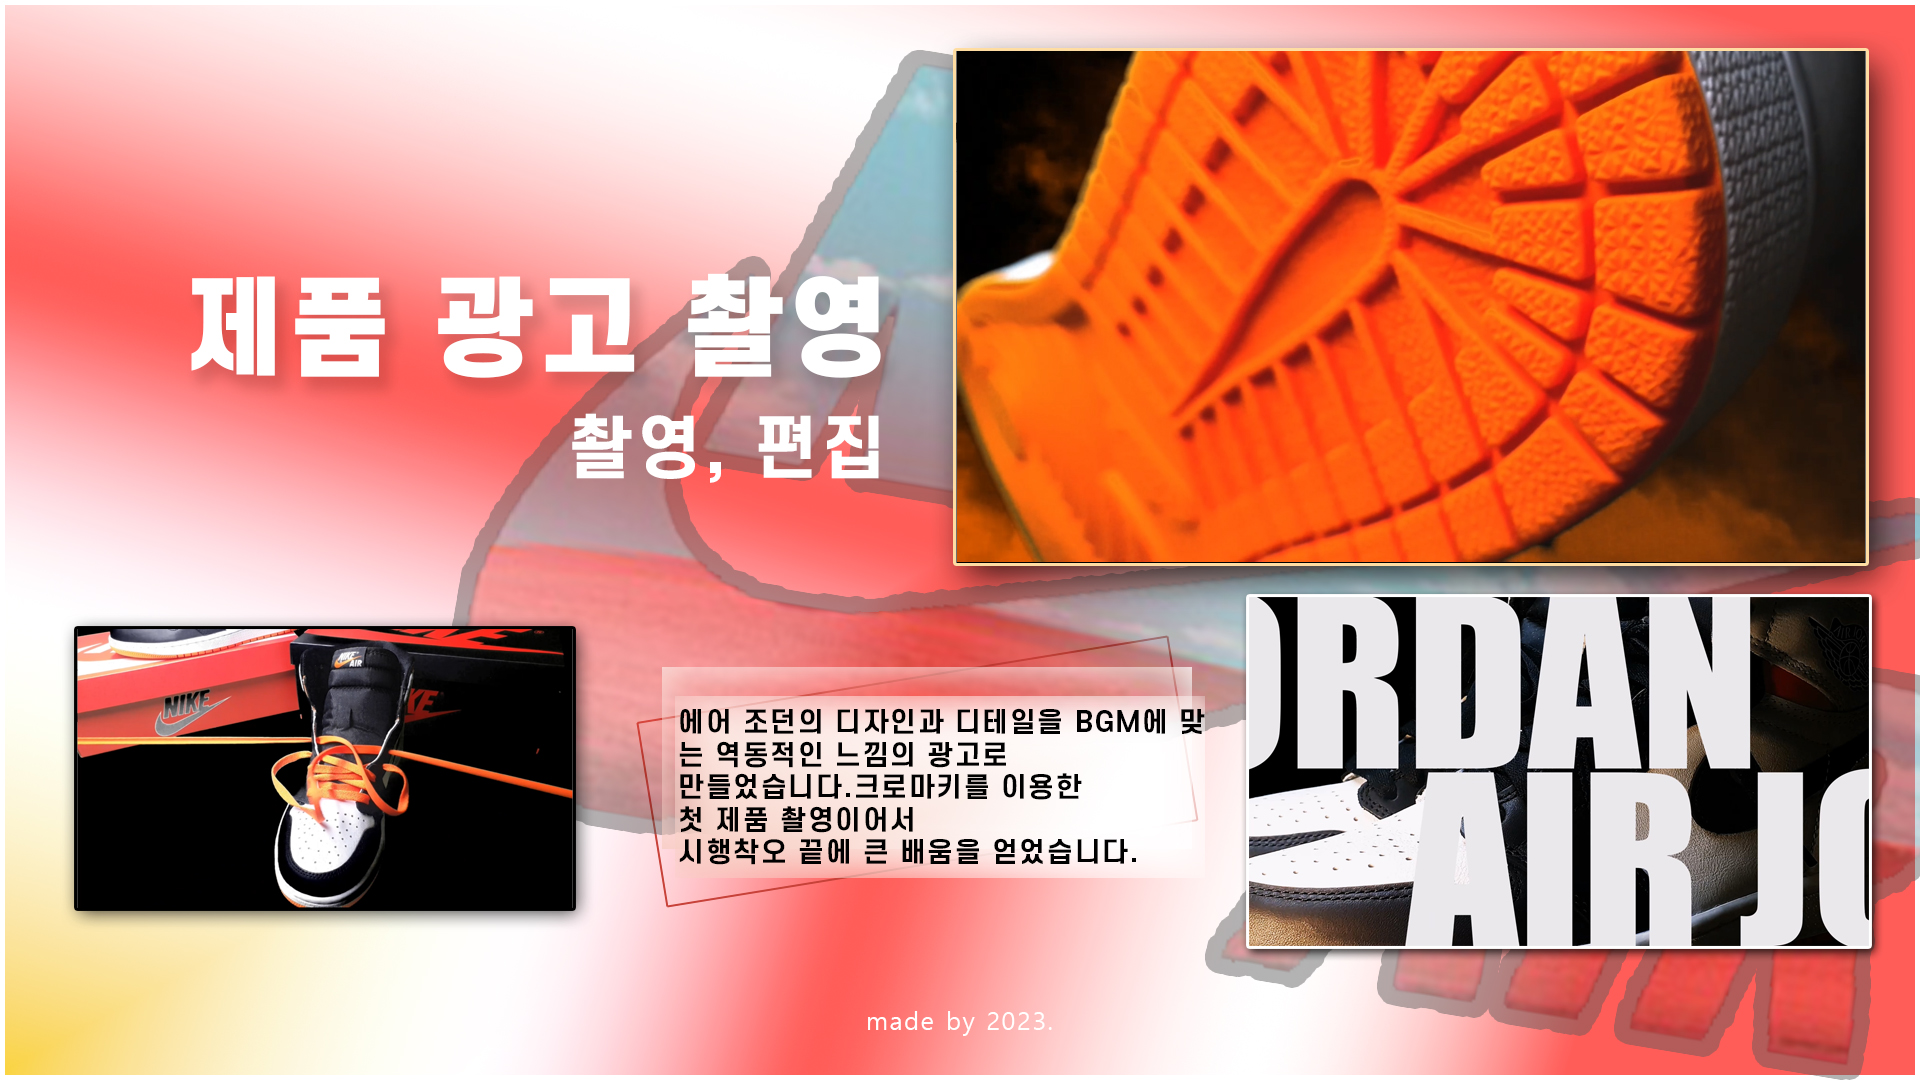 제품 광고 촬영
촬영, 편집
NIKE
AIR
NIKE
에어 조던의 디자인과 디테일을 BGM에 맞
는 역동적인 느낌의 광고로
만들었습니다.크로마키를 이용한
첫 제품 촬영이어서
시행착오 끝에 큰 배움을 얻었습니다.
ORDAN
AIR JO
made by 2023.